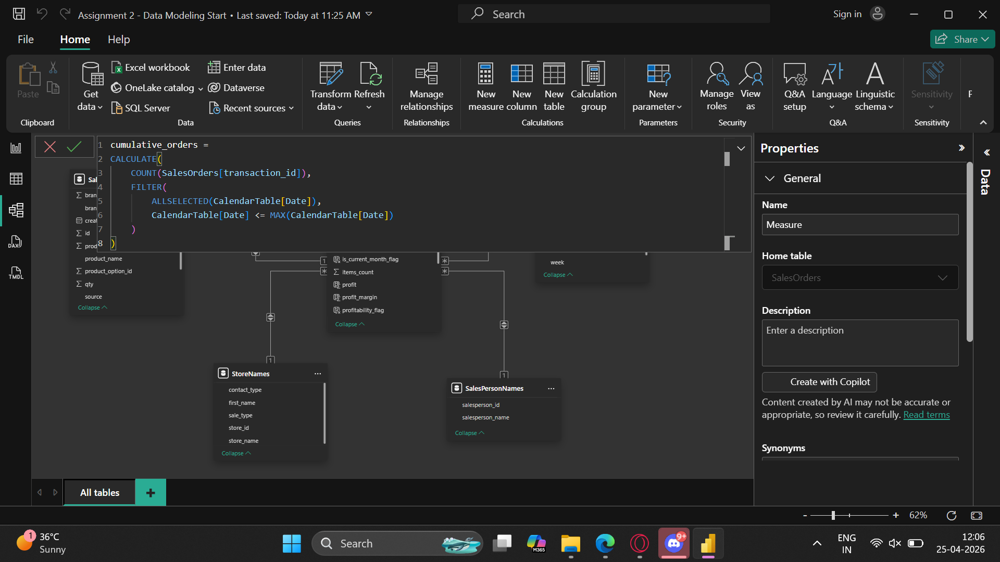 Assignment 2 - Data Modeling Start • Last saved: Today at 11:25 AM
Search
Sign in
File
Home
Help
Share
Paste
Clipboard
Get data
Excel workbook
OneLake catalog
SQL Server
Enter data
Dataverse
Recent sources
Data
Transform data
Refresh
Queries
Manage relationships
Relationships
New measure
New column
New table
Calculation group
Calculations
New parameter
Parameters
Manage roles
View as
Security
Q&A setup
Language
Linguistic schema
Q&A
Sensitivity
Sensitivity
1 cumulative_orders =
2 CALCULATE(
3 COUNT(SalesOrders[transaction_id]),
4 FILTER(
5 ALLSELECTED(CalendarTable[Date]),
6 CalendarTable[Date] <= MAX(CalendarTable[Date])
7 )
8 )
DAX
TMDL
Sal
bran
bran
crea
id
prod
product_name
product_option_id
qty
source
Collapse
is_current_month_flag
items_count
profit
profit_margin
profitability_flag
Collapse
week
Collapse
1
*
*
*
1
1
StoreNames ...
contact_type
first_name
sale_type
store_id
store_name
Collapse
SalesPersonNames ...
salesperson_id
salesperson_name
Collapse
Properties
General
Name
Measure
Home table
SalesOrders
Description
Enter a description
Create with Copilot
Content created by AI may not be accurate or
appropriate, so review it carefully. Read terms
Synonyms
Data
All tables
+
- + 62%
1
36°C
Sunny
Search
M365
9+
ENG
IN
12:06
25-04-2026